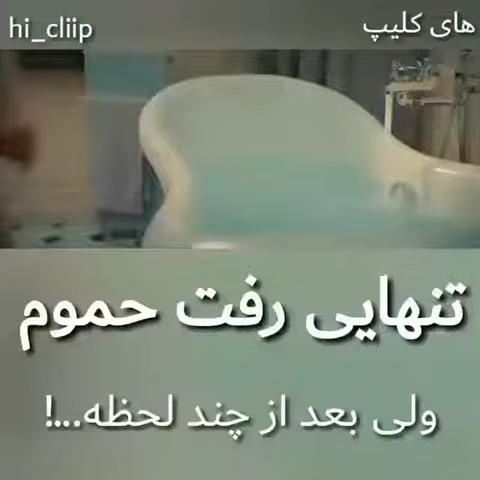 hi_cliip
های کلیپ
تنهایی رفت حموم
ولی بعد از چند لحظه...!